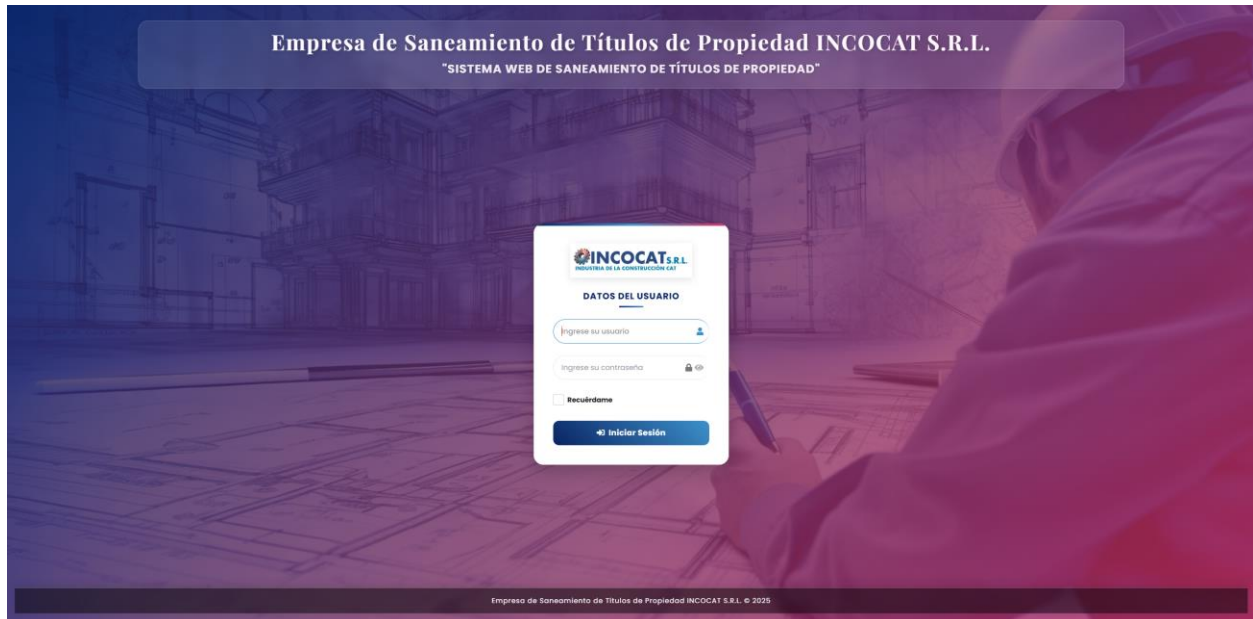 Empresa de Saneamiento de Títulos de Propiedad INCOCAT S.R.L.
"SISTEMA WEB DE SANEAMIENTO DE TÍTULOS DE PROPIEDAD"
INCOCAT S.R.L
INDUSTRIA DE LA CONSTRUCCIÓN CAT
DATOS DEL USUARIO
Ingrese su usuario
Ingrese su contraseña
Recuérdame
Iniciar Sesión
Empresa de Saneamiento de Títulos de Propiedad INCOCAT S.R.L. © 2025